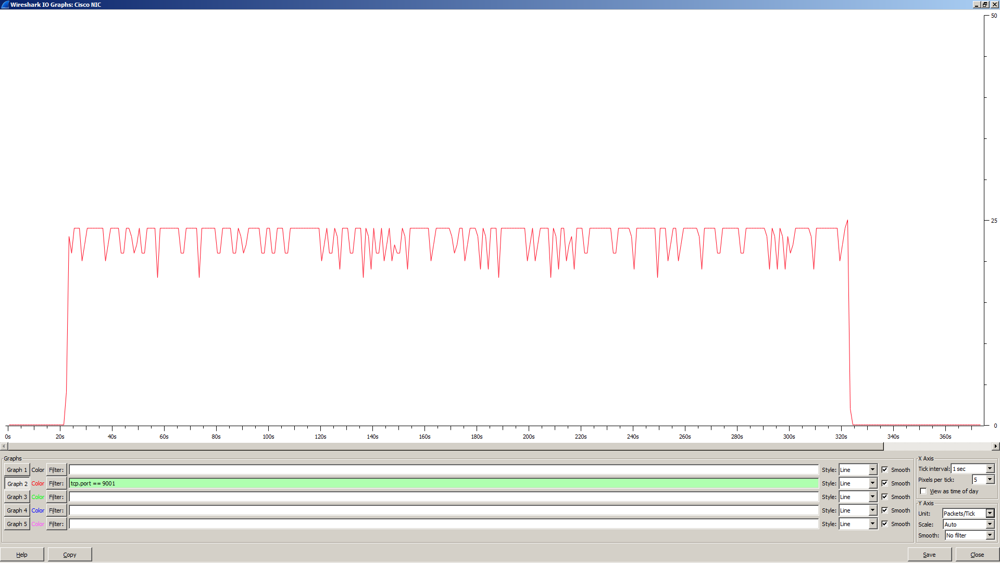 Wireshark IO Graphs: Cisco NIC
50
25
0
0s 20s 40s 60s 80s 100s 120s 140s 160s 180s 200s 220s 240s 260s 280s 300s 320s 340s 360s
Graphs
Graph 1 Color Filter: Style: Line Smooth
Graph 2 Color Filter: tcp.port == 9001 Style: Line Smooth
Graph 3 Color Filter: Style: Line Smooth
Graph 4 Color Filter: Style: Line Smooth
Graph 5 Color Filter: Style: Line Smooth
X Axis
Tick interval: 1 sec
Pixels per tick: 5
View as time of day
Y Axis
Unit: Packets/Tick
Scale: Auto
Smooth: No filter
Help Copy Save Close